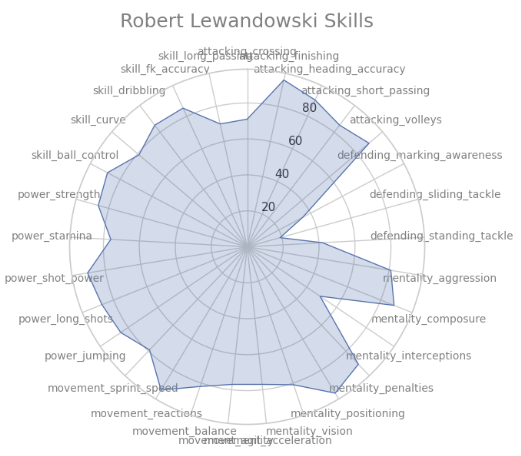 Robert Lewandowski Skills
attacking_crossing
attacking_finishing
attacking_heading_accuracy
attacking_short_passing
attacking_volleys
defending_marking_awareness
defending_sliding_tackle
defending_standing_tackle
mentality_aggression
mentality_composure
mentality_interceptions
mentality_penalties
mentality_positioning
mentality_vision
movement_acceleration
movement_agility
movement_balance
movement_reactions
movement_sprint_speed
power_jumping
power_long_shots
power_shot_power
power_stamina
power_strength
skill_ball_control
skill_curve
skill_dribbling
skill_fk_accuracy
skill_long_passing
80
60
40
20